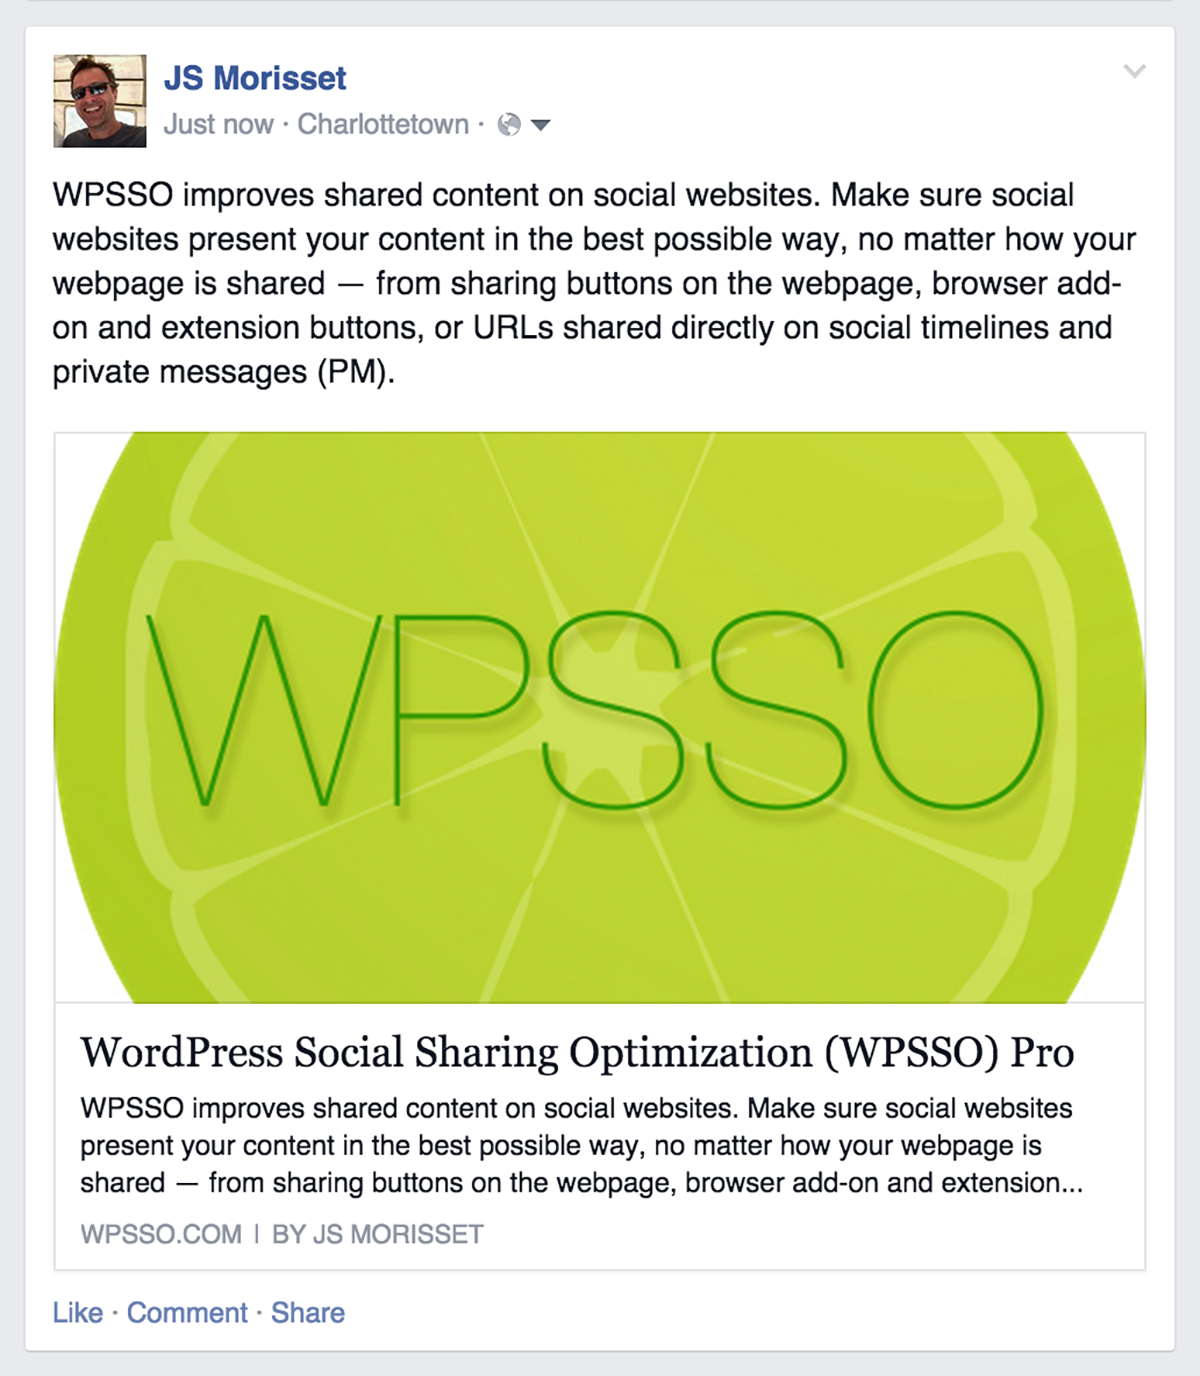 JS Morisset
Just now · Charlottetown ·
WPSSO improves shared content on social websites. Make sure social
websites present your content in the best possible way, no matter how your
webpage is shared — from sharing buttons on the webpage, browser add-
on and extension buttons, or URLs shared directly on social timelines and
private messages (PM).
WPSSO
WordPress Social Sharing Optimization (WPSSO) Pro
WPSSO improves shared content on social websites. Make sure social websites
present your content in the best possible way, no matter how your webpage is
shared — from sharing buttons on the webpage, browser add-on and extension...
WPSSO.COM | BY JS MORISSET
Like · Comment · Share